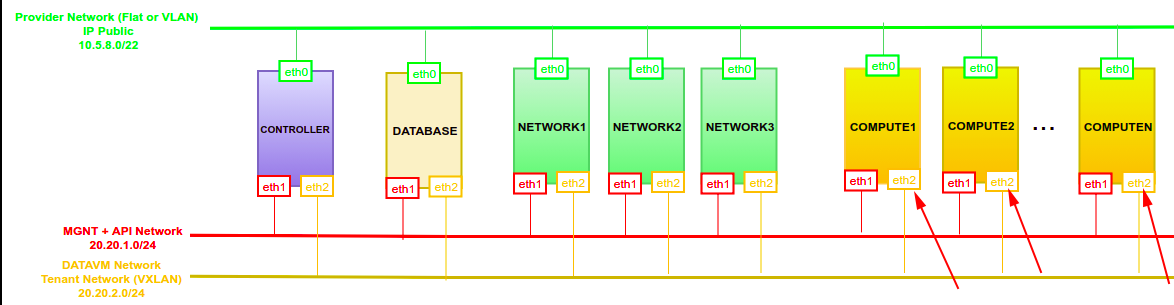 Provider Network (Flat or VLAN)
IP Public
10.5.8.0/22
eth0 eth0 eth0 eth0 eth0 eth0 eth0 eth0
CONTROLLER DATABASE NETWORK1 NETWORK2 NETWORK3 COMPUTE1 COMPUTE2 ... COMPUTEN
eth1 eth2 eth1 eth2 eth1 eth2 eth1 eth2 eth1 eth2 eth1 eth2 eth1 eth2 eth1 eth2
MGNT + API Network
20.20.1.0/24
DATAVM Network
Tenant Network (VXLAN)
20.20.2.0/24